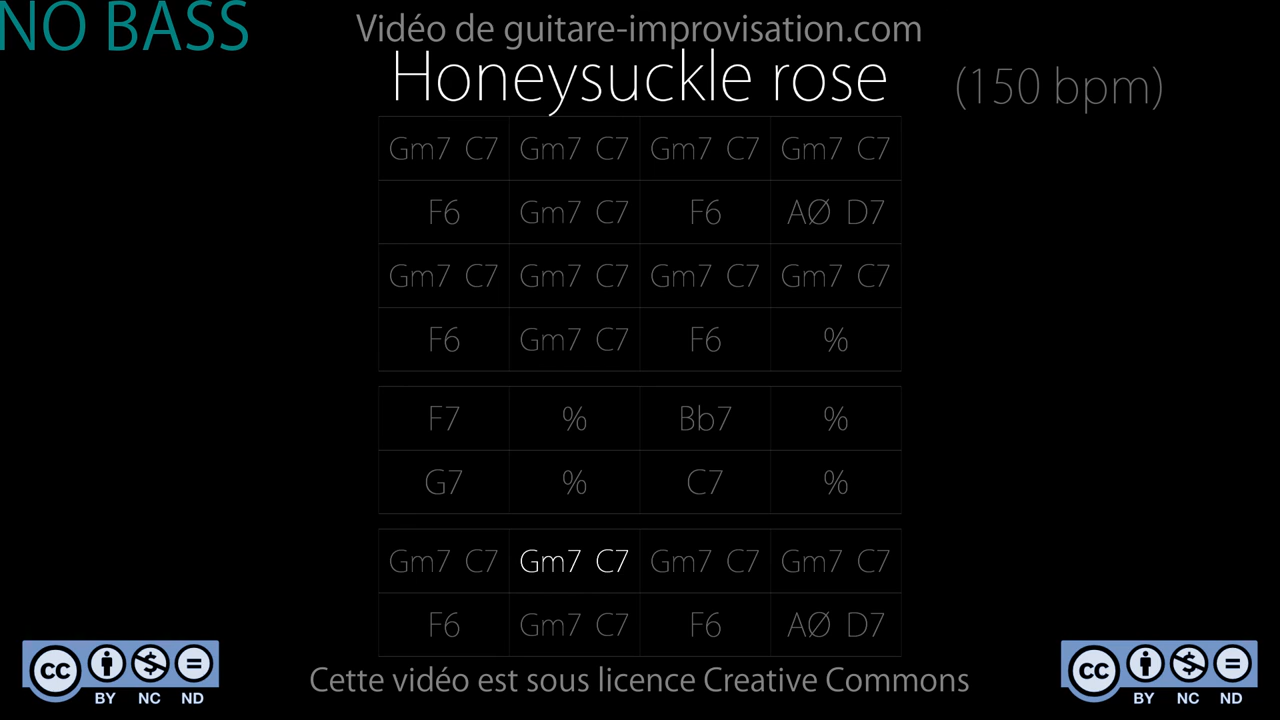 NO BASS
Vidéo de guitare-improvisation.com
Honeysuckle rose
(150 bpm)
Gm7 C7 Gm7 C7 Gm7 C7 Gm7 C7
F6 Gm7 C7 F6 AØ D7
Gm7 C7 Gm7 C7 Gm7 C7 Gm7 C7
F6 Gm7 C7 F6 %
F7 % Bb7 %
G7 % C7 %
Gm7 C7 Gm7 C7 Gm7 C7 Gm7 C7
F6 Gm7 C7 F6 AØ D7
cc BY NC ND
Cette vidéo est sous licence Creative Commons
cc BY NC ND